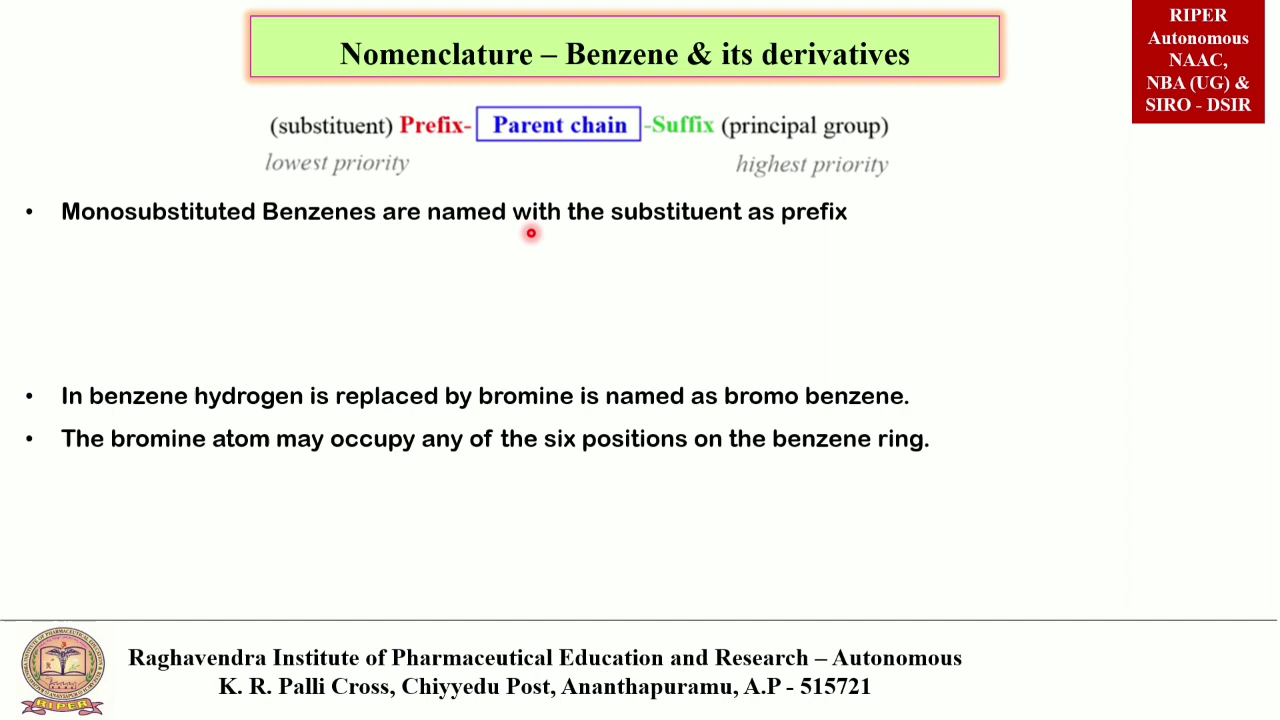 Nomenclature – Benzene & its derivatives
RIPER
Autonomous
NAAC,
NBA (UG) &
SIRO - DSIR
(substituent) Prefix- Parent chain -Suffix (principal group)
lowest priority highest priority
• Monosubstituted Benzenes are named with the substituent as prefix
• In benzene hydrogen is replaced by bromine is named as bromo benzene.
• The bromine atom may occupy any of the six positions on the benzene ring.
Raghavendra Institute of Pharmaceutical Education and Research – Autonomous
K. R. Palli Cross, Chiyyedu Post, Ananthapuramu, A.P - 515721
RIPER